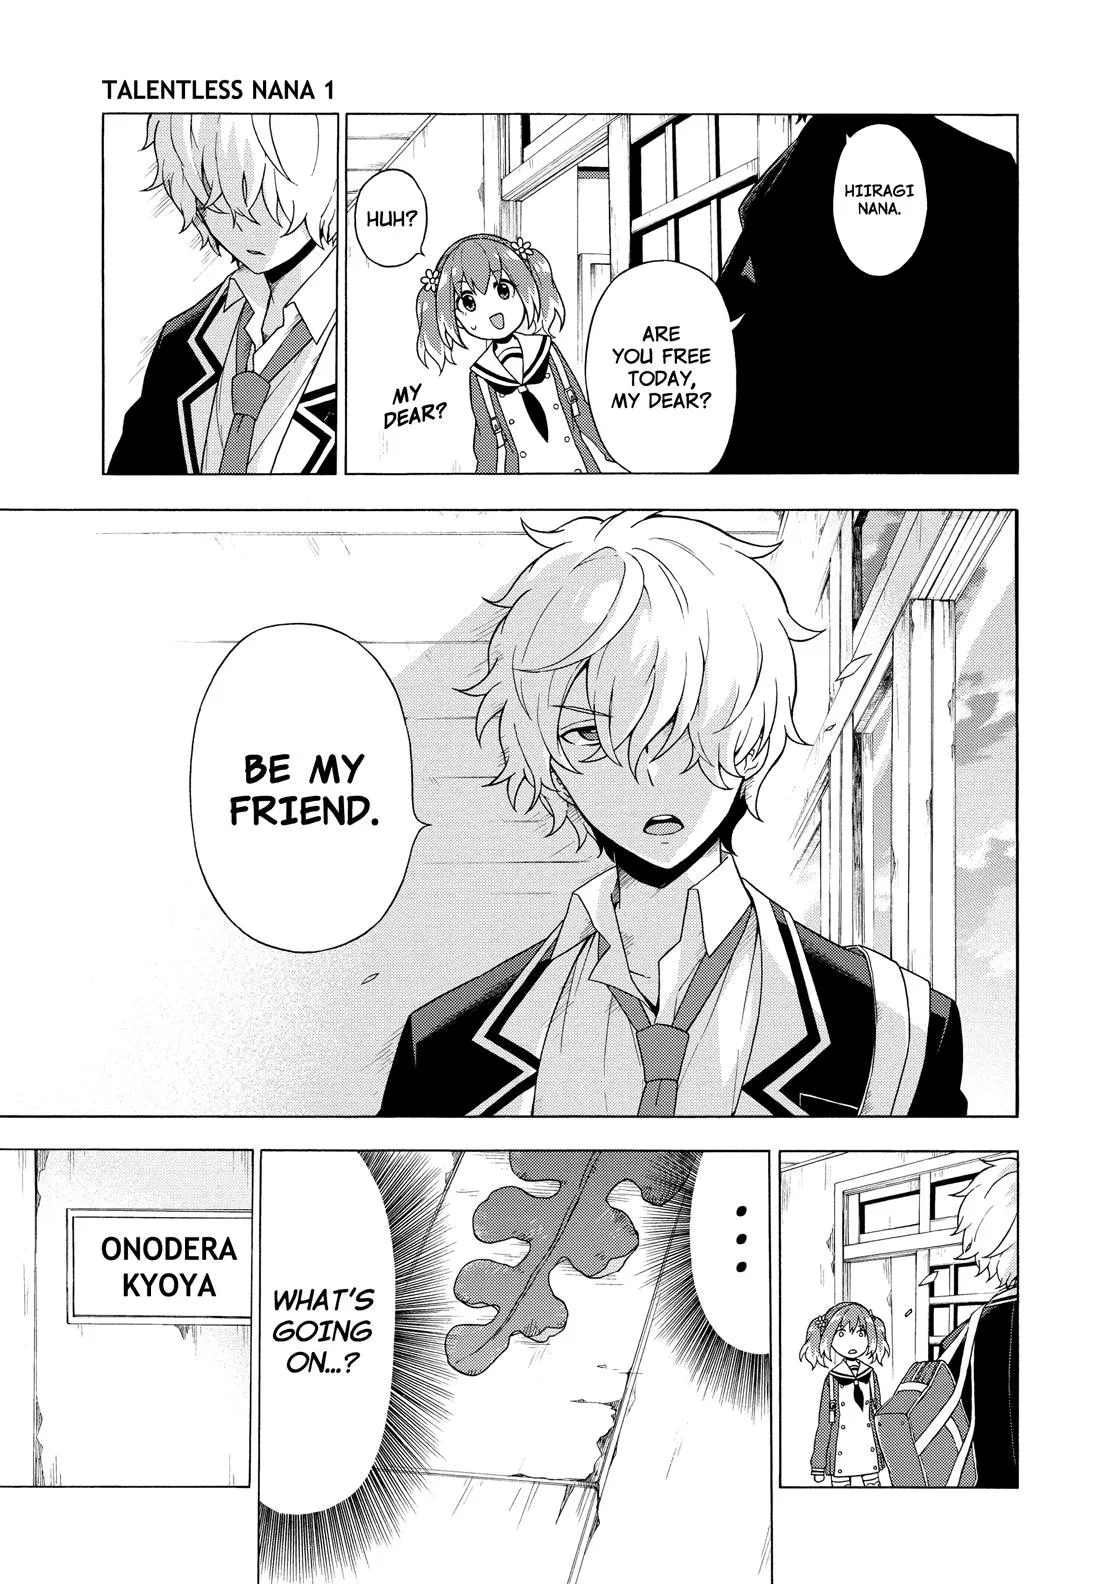 TALENTLESS NANA 1
HIIRAGI
NANA.
ARE
YOU FREE
TODAY,
MY DEAR?
HUH?
MY
DEAR?
BE MY
FRIEND.
...
WHAT'S
GOING
ON...?
ONODERA
KYOYA